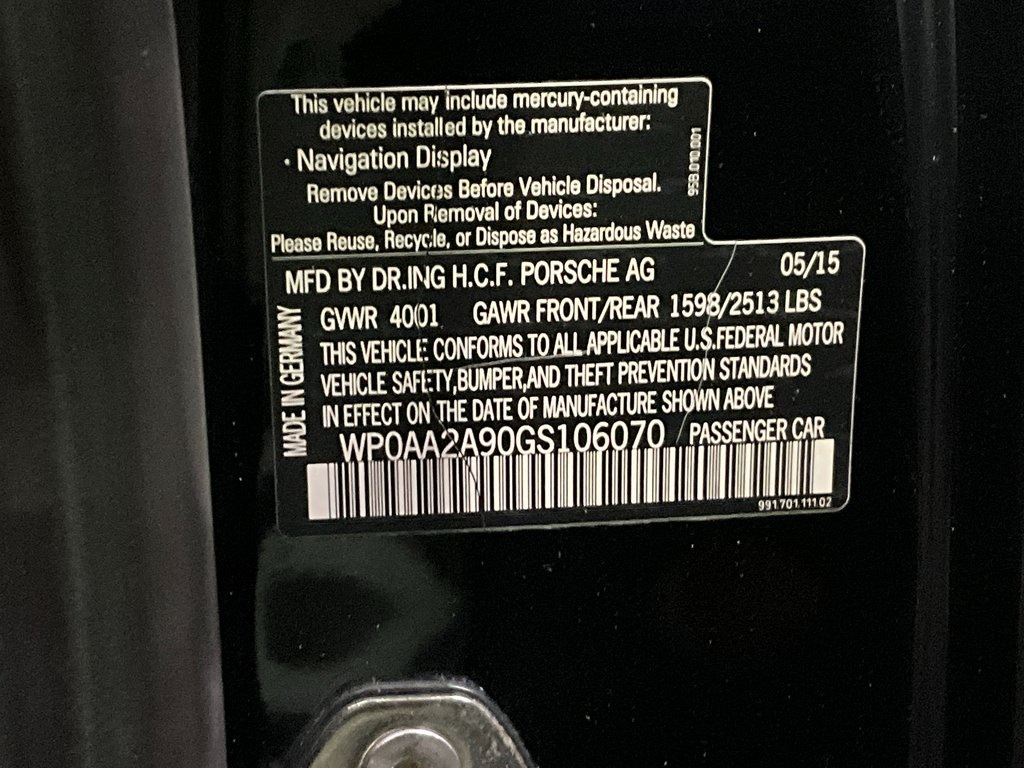 This vehicle may include mercury-containing
devices installed by the manufacturer:
· Navigation Display
Remove Devices Before Vehicle Disposal.
Upon Removal of Devices:
Please Reuse, Recycle, or Dispose as Hazardous Waste
95B.010.001
MFD BY DR.ING H.C.F. PORSCHE AG 05/15
GVWR 4001 GAWR FRONT/REAR 1598/2513 LBS
THIS VEHICLE CONFORMS TO ALL APPLICABLE U.S.FEDERAL MOTOR
VEHICLE SAFETY,BUMPER,AND THEFT PREVENTION STANDARDS
IN EFFECT ON THE DATE OF MANUFACTURE SHOWN ABOVE
MADE IN GERMANY
WP0AA2A90GS106070 PASSENGER CAR
991.701.111.02